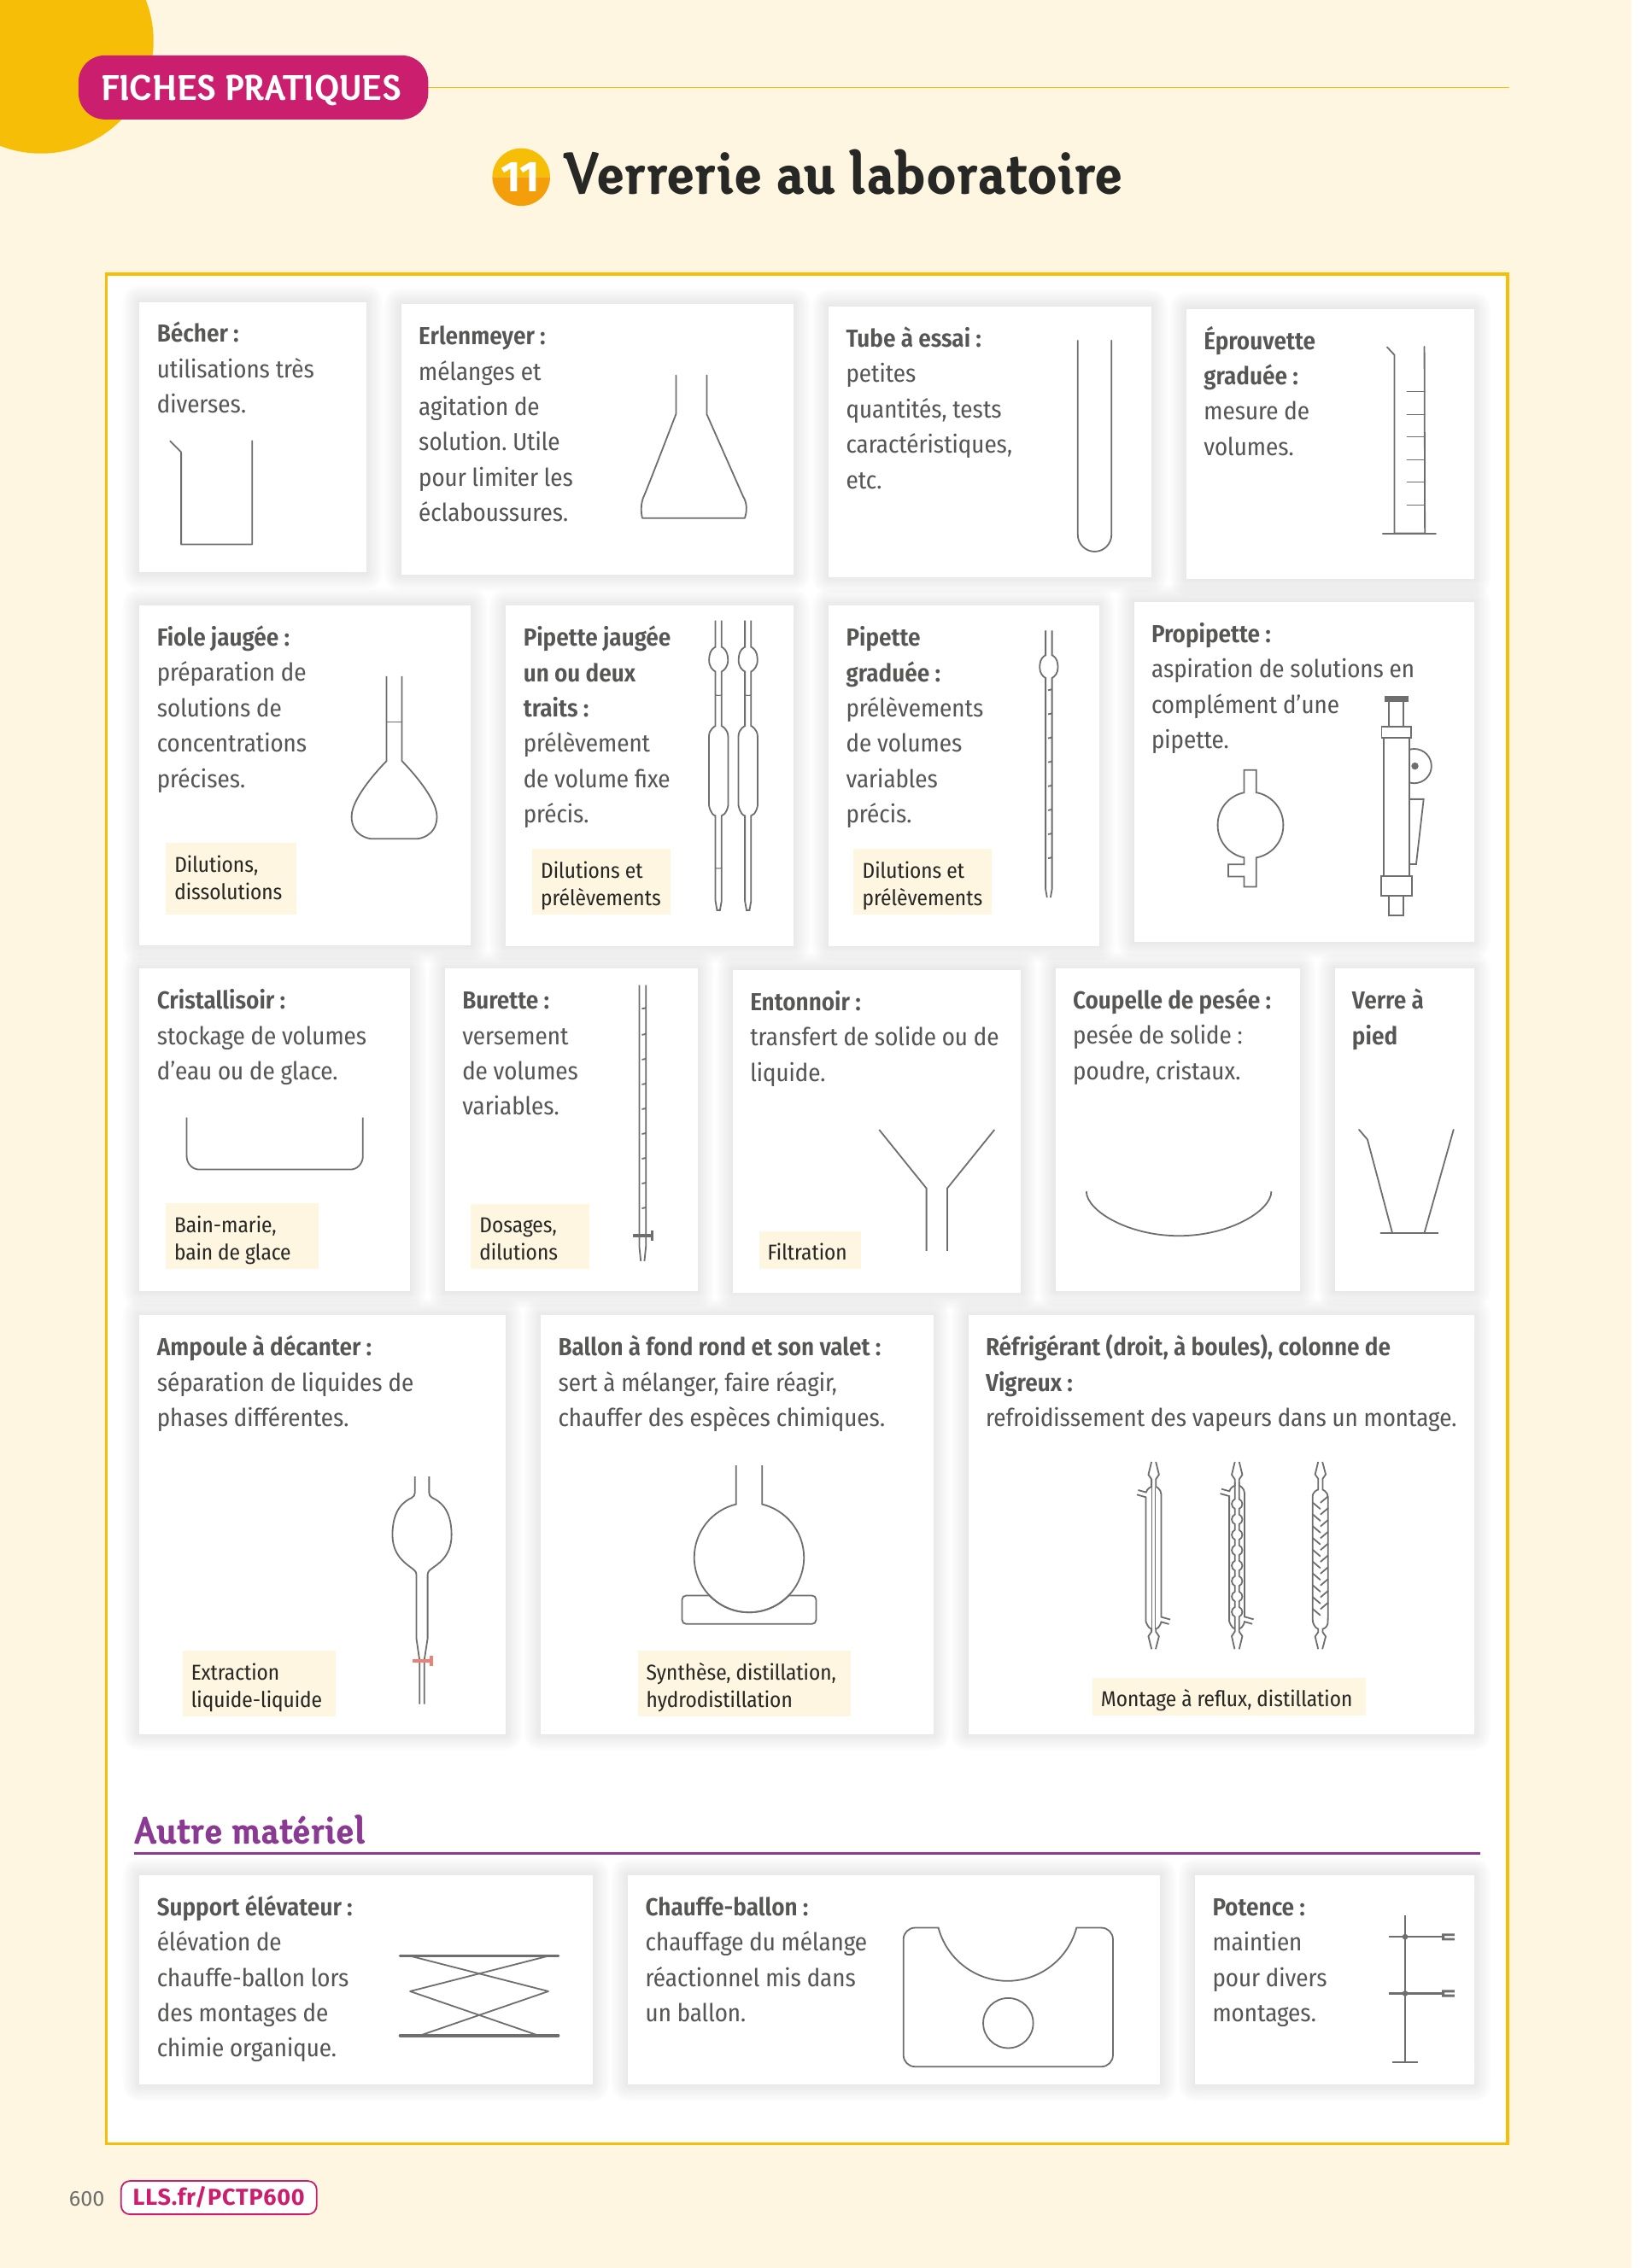 FICHES PRATIQUES
11 Verrerie au laboratoire
Bécher :
utilisations très
diverses.
Erlenmeyer :
mélanges et
agitation de
solution. Utile
pour limiter les
éclaboussures.
Tube à essai :
petites
quantités, tests
caractéristiques,
etc.
Éprouvette
graduée :
mesure de
volumes.
Fiole jaugée :
préparation de
solutions de
concentrations
précises.
Dilutions,
dissolutions
Pipette jaugée
un ou deux
traits :
prélèvement
de volume fixe
précis.
Dilutions et
prélèvements
Pipette
graduée :
prélèvements
de volumes
variables
précis.
Dilutions et
prélèvements
Propipette :
aspiration de solutions en
complément d’une
pipette.
Cristallisoir :
stockage de volumes
d’eau ou de glace.
Bain-marie,
bain de glace
Burette :
versement
de volumes
variables.
Dosages,
dilutions
Entonnoir :
transfert de solide ou de
liquide.
Filtration
Coupelle de pesée :
pesée de solide :
poudre, cristaux.
Verre à
pied
Ampoule à décanter :
séparation de liquides de
phases différentes.
Extraction
liquide-liquide
Ballon à fond rond et son valet :
sert à mélanger, faire réagir,
chauffer des espèces chimiques.
Synthèse, distillation,
hydrodistillation
Réfrigérant (droit, à boules), colonne de
Vigreux :
refroidissement des vapeurs dans un montage.
Montage à reflux, distillation
Autre matériel
Support élévateur :
élévation de
chauffe-ballon lors
des montages de
chimie organique.
Chauffe-ballon :
chauffage du mélange
réactionnel mis dans
un ballon.
Potence :
maintien
pour divers
montages.
600 LLS.fr/PCTP600